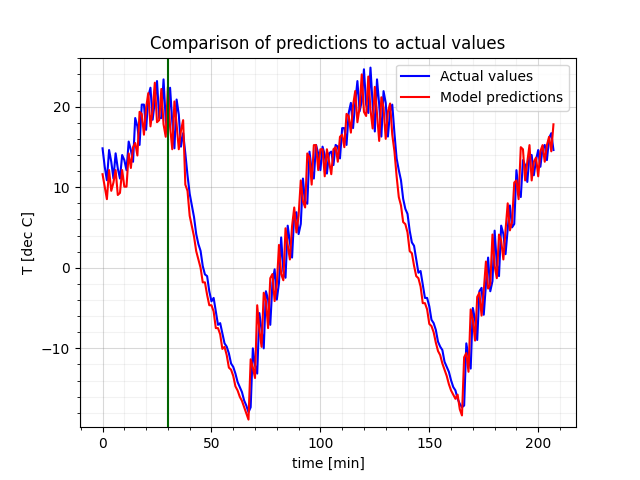 Comparison of predictions to actual values
Actual values
Model predictions
20
10
0
−10
T [dec C]
0
50
100
150
200
time [min]